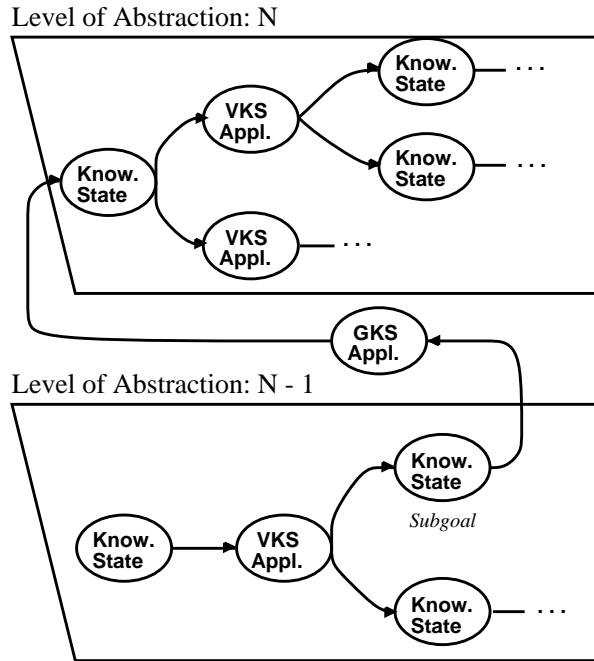 Level of Abstraction: N
Know.
State
. . .
VKS
Appl.
Know.
State
. . .
Know.
State
VKS
Appl.
. . .
GKS
Appl.
Level of Abstraction: N - 1
Know.
State
Subgoal
Know.
State
VKS
Appl.
Know.
State
. . .